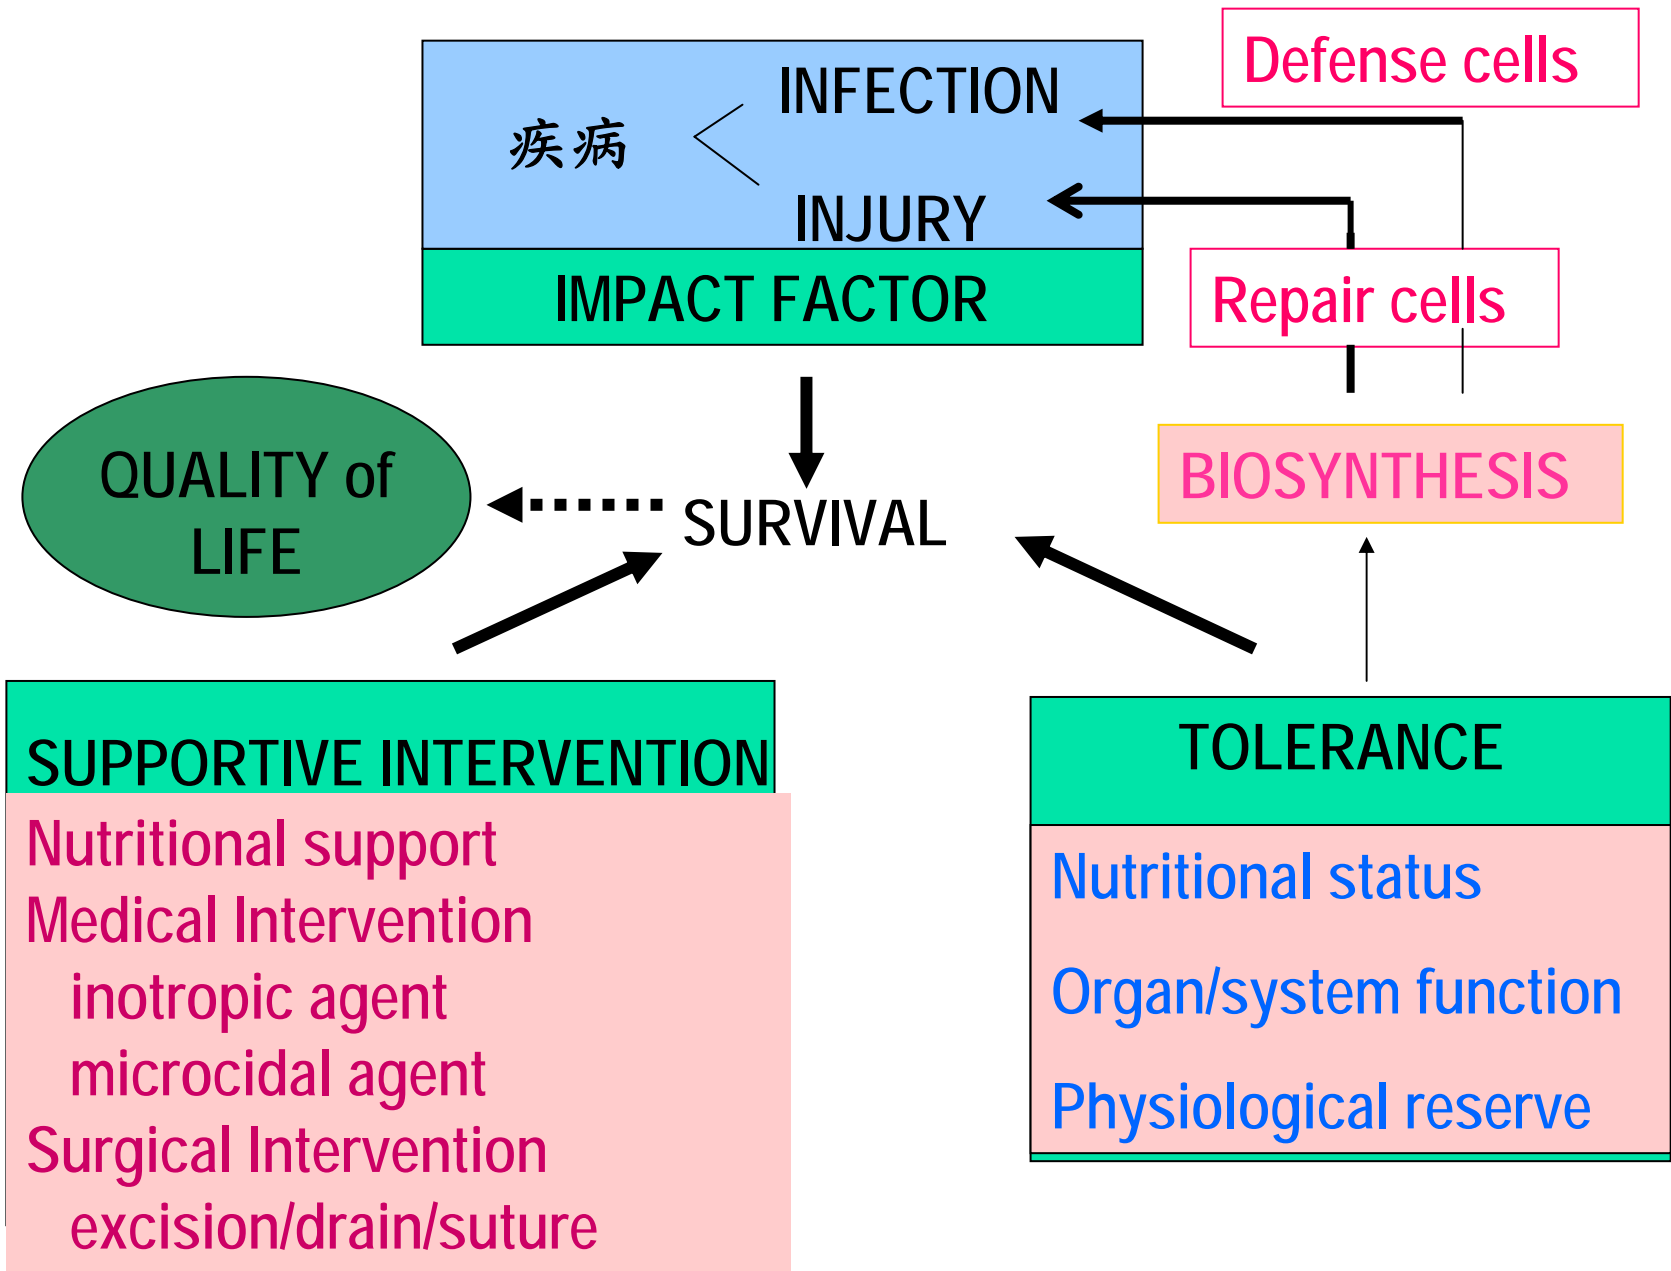 Defense cells
INFECTION
疾病
INJURY
IMPACT FACTOR
Repair cells
QUALITY of
LIFE
SURVIVAL
BIOSYNTHESIS
SUPPORTIVE INTERVENTION
Nutritional support
Medical Intervention
inotropic agent
microcidal agent
Surgical Intervention
excision/drain/suture
TOLERANCE
Nutritional status
Organ/system function
Physiological reserve